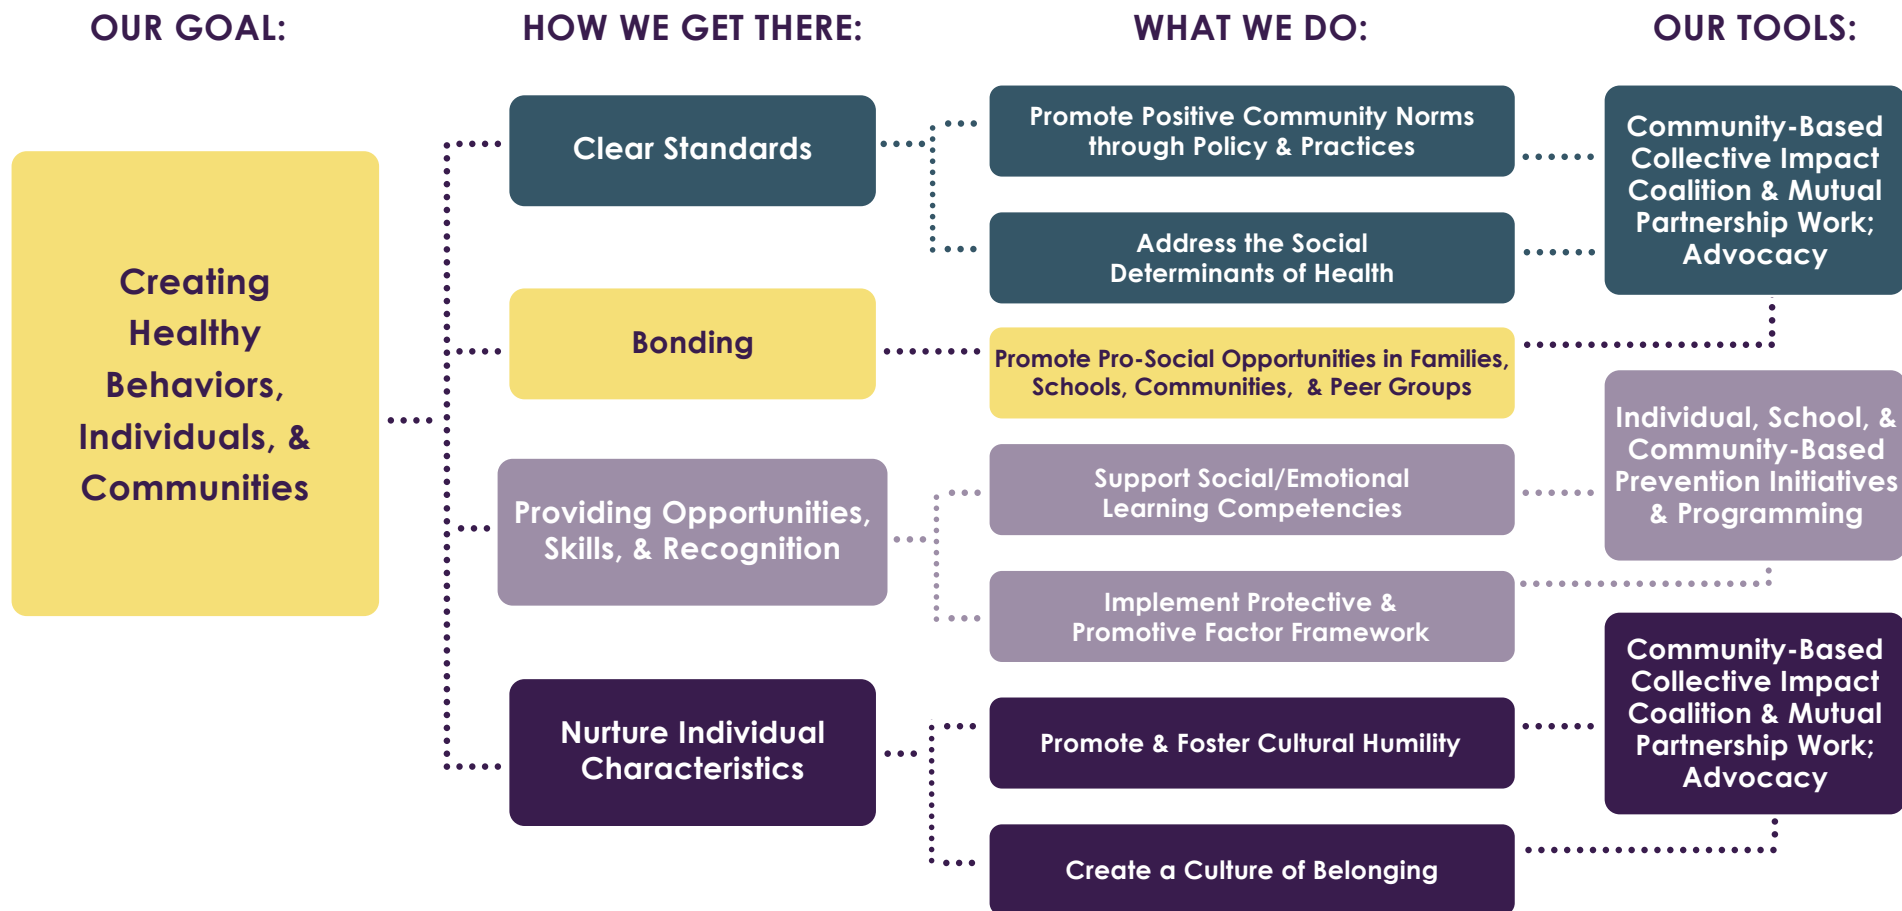 OUR GOAL:
HOW WE GET THERE:
WHAT WE DO:
OUR TOOLS:
Creating
Healthy
Behaviors,
Individuals, &
Communities
Clear Standards
Bonding
Providing Opportunities,
Skills, & Recognition
Nurture Individual
Characteristics
Promote Positive Community Norms
through Policy & Practices
Address the Social
Determinants of Health
Promote Pro-Social Opportunities in Families,
Schools, Communities, & Peer Groups
Support Social/Emotional
Learning Competencies
Implement Protective &
Promotive Factor Framework
Promote & Foster Cultural Humility
Create a Culture of Belonging
Community-Based
Collective Impact
Coalition & Mutual
Partnership Work;
Advocacy
Individual, School, &
Community-Based
Prevention Initiatives
& Programming
Community-Based
Collective Impact
Coalition & Mutual
Partnership Work;
Advocacy